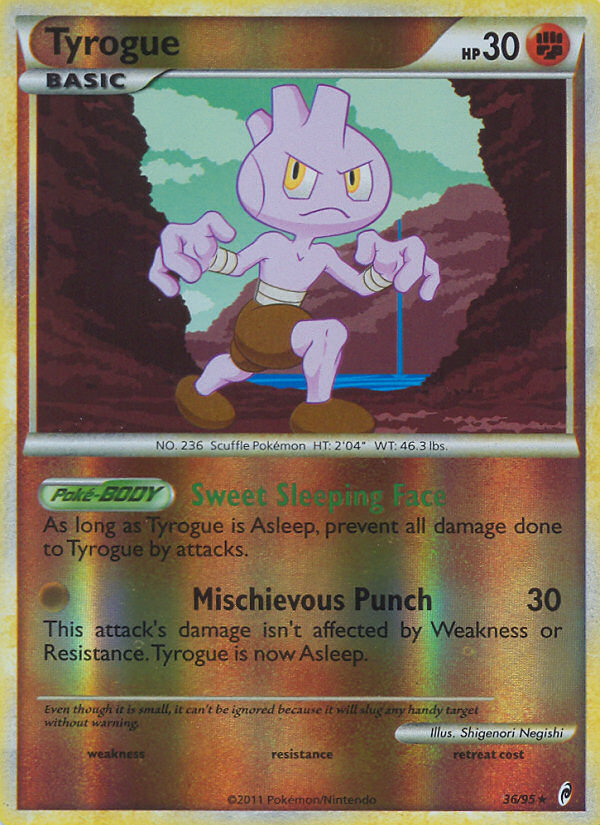 Tyrogue
HP 30
BASIC
NO. 236 Scuffle Pokémon HT: 2'04" WT: 46.3 lbs.
Poké-BODY Sweet Sleeping Face
As long as Tyrogue is Asleep, prevent all damage done
to Tyrogue by attacks.
Mischievous Punch 30
This attack's damage isn't affected by Weakness or
Resistance. Tyrogue is now Asleep.
Even though it is small, it can't be ignored because it will slug any handy target
without warning.
Illus. Shigenori Negishi
weakness resistance retreat cost
©2011 Pokémon/Nintendo 36/95 ★